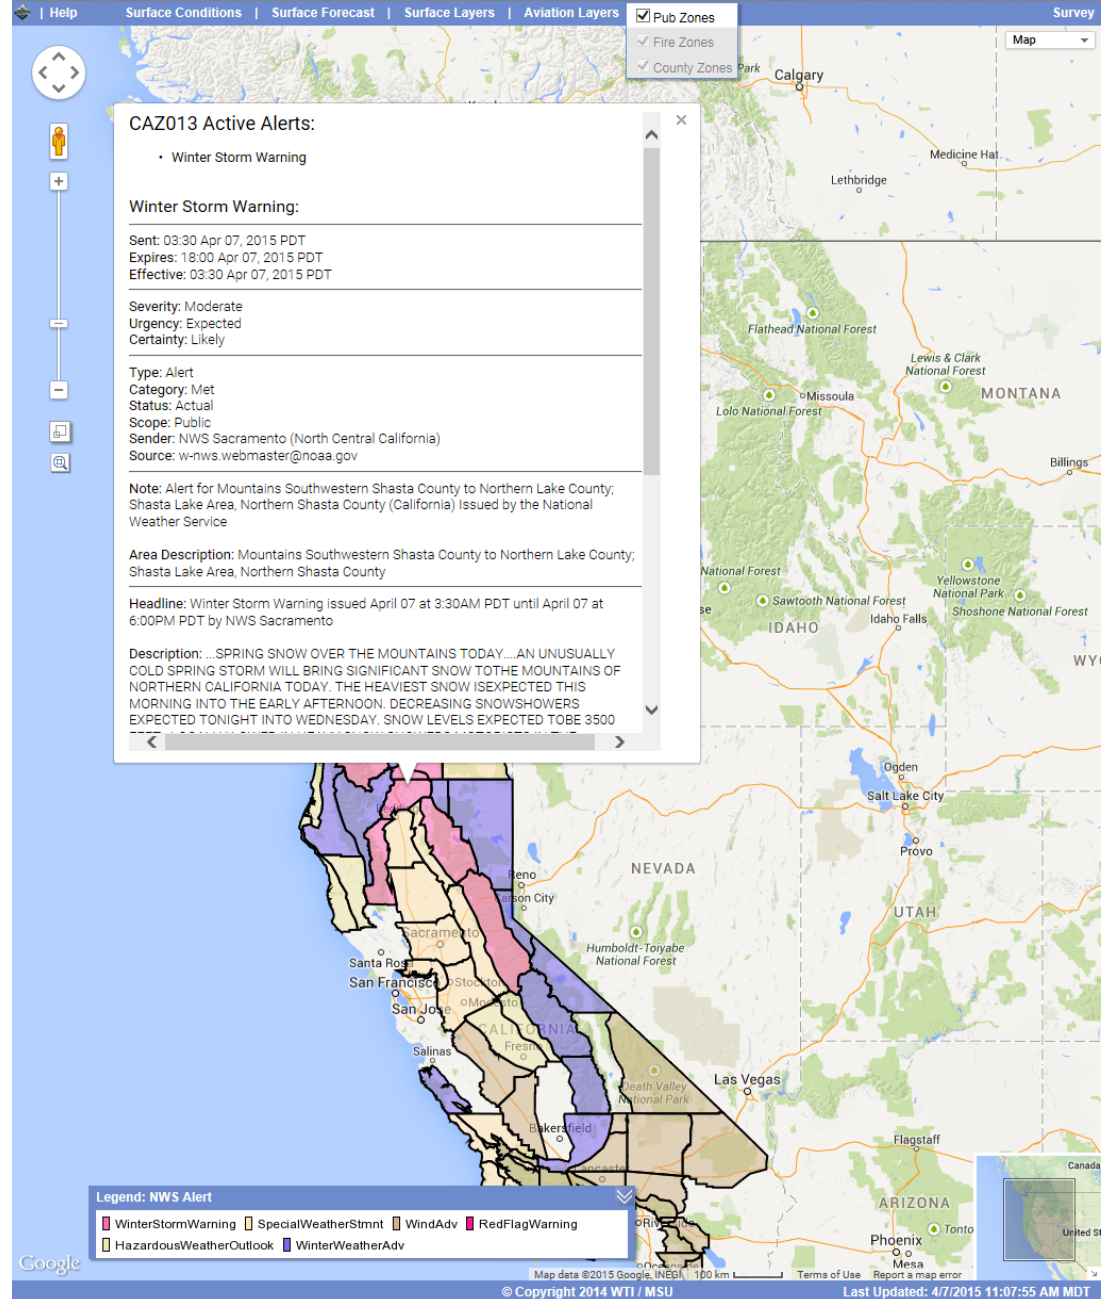 | Help Surface Conditions | Surface Forecast | Surface Layers | Aviation Layers Survey
Pub Zones
Fire Zones
County Zones
Map
Park
Calgary
Medicine Hat
Lethbridge
CAZ013 Active Alerts:
• Winter Storm Warning
Winter Storm Warning:
Sent: 03:30 Apr 07, 2015 PDT
Expires: 18:00 Apr 07, 2015 PDT
Effective: 03:30 Apr 07, 2015 PDT
Severity: Moderate
Urgency: Expected
Certainty: Likely
Type: Alert
Category: Met
Status: Actual
Scope: Public
Sender: NWS Sacramento (North Central California)
Source: w-nws.webmaster@noaa.gov
Note: Alert for Mountains Southwestern Shasta County to Northern Lake County;
Shasta Lake Area, Northern Shasta County (California) Issued by the National
Weather Service
Area Description: Mountains Southwestern Shasta County to Northern Lake County;
Shasta Lake Area, Northern Shasta County
Headline: Winter Storm Warning issued April 07 at 3:30AM PDT until April 07 at
6:00PM PDT by NWS Sacramento
Description: ...SPRING SNOW OVER THE MOUNTAINS TODAY....AN UNUSUALLY
COLD SPRING STORM WILL BRING SIGNIFICANT SNOW TOTHE MOUNTAINS OF
NORTHERN CALIFORNIA TODAY. THE HEAVIEST SNOW ISEXPECTED THIS
MORNING INTO THE EARLY AFTERNOON. DECREASING SNOWSHOWERS
EXPECTED TONIGHT INTO WEDNESDAY. SNOW LEVELS EXPECTED TOBE 3500
Flathead National Forest
Lewis & Clark
National Forest
MONTANA
Missoula
Lolo National Forest
Billings
National Forest
Yellowstone
National Park
Sawtooth National Forest
Shoshone National Forest
Idaho Falls
IDAHO
WY
Ogden
Salt Lake City
Provo
NEVADA
Reno
Carson City
UTAH
Sacramento
Humboldt-Toiyabe
National Forest
Santa Rosa
San Francisco
Stockton
Modesto
San Jose
CALIFORNIA
Fresno
Salinas
Las Vegas
Death Valley
National Park
Bakersfield
Flagstaff
Lancaster
Canada
ARIZONA
Tonto
United St
Phoenix
Mesa
Legend: NWS Alert
WinterStormWarning SpecialWeatherStmnt WindAdv RedFlagWarning
HazardousWeatherOutlook WinterWeatherAdv
Google
Map data ©2015 Google, INEGI 100 km Terms of Use Report a map error
© Copyright 2014 WTI / MSU Last Updated: 4/7/2015 11:07:55 AM MDT